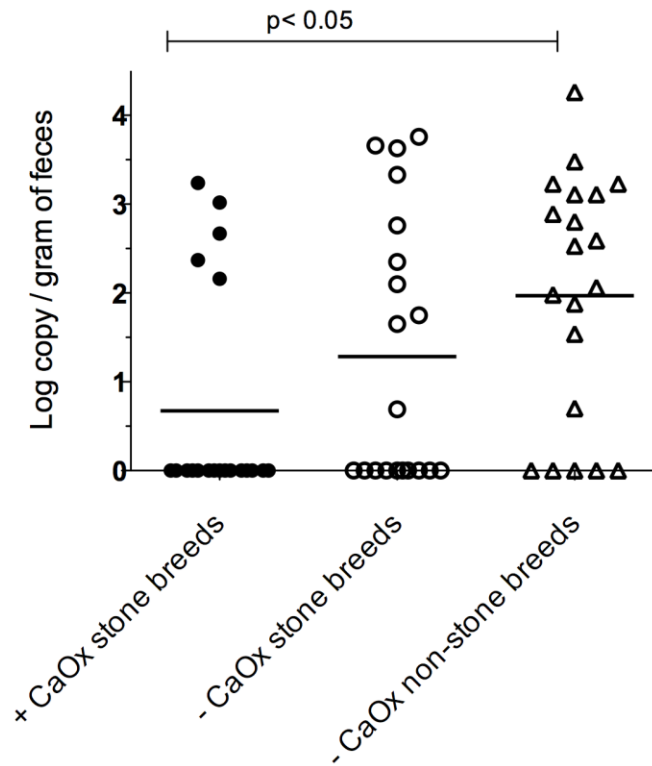 p< 0.05
Log copy / gram of feces
4
3
2
1
0
+ CaOx stone breeds
- CaOx stone breeds
- CaOx non-stone breeds